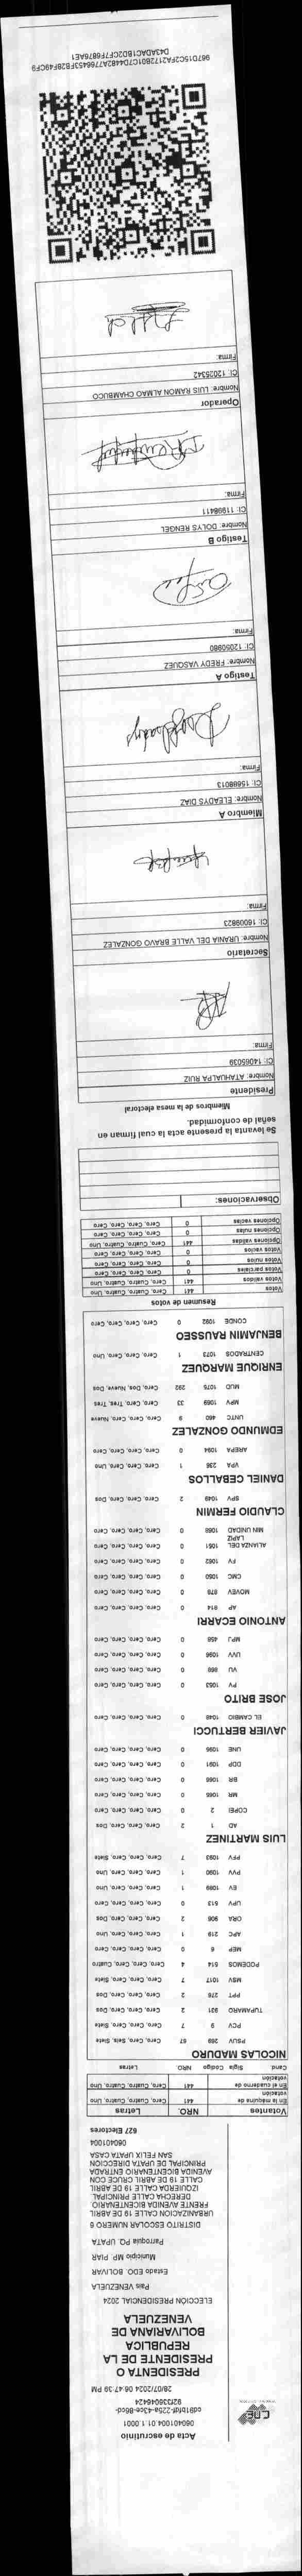 Acta de escrutinio
060401004.01.1.0001
923f3604642d
28/07/2024 06:47:39 PM
PRESIDENTA O
PRESIDENTE DE LA
REPUBLICA
BOLIVARIANA DE
VENEZUELA
ELECCIÓN PRESIDENCIAL 2024
Pais VENEZUELA
Estado EDO. BOLIVAR
Municipio MP. PIAR
Parroquia PQ. UPATA
DISTRITO ESCOLAR NUMERO 6
URBANIZACION CALLE 19 DE ABRIL
FRENTE AVENIDA BICENTENARIO.
DERECHA CALLE PRINCIPAL.
IZQUIERDA CALLE 19 DE ABRIL
CALLE 19 DE ABRIL CRUCE CON
AVENIDA BICENTENARIO ENTRADA
PRINCIPAL DE UPATA DIRECCION
SAN FELIX UPATA CASA
060401004
627 Electores
Votantes NRO. Letras
En la maquina de votación 441 Cero, Cuatro, Cuatro, Uno
En el cuaderno de votación 441 Cero, Cuatro, Cuatro, Uno
Cand. Sigla Codigo NRO. Letras
NICOLAS MADURO
PSUV 269 67 Cero, Cero, Seis, Siete
PCV 9 7 Cero, Cero, Cero, Siete
TUPAMARO 931 2 Cero, Cero, Cero, Dos
PPT 276 2 Cero, Cero, Cero, Dos
MSV 1017 7 Cero, Cero, Cero, Siete
PODEMOS 514 4 Cero, Cero, Cero, Cuatro
MEP 6 0 Cero, Cero, Cero, Cero
APC 219 1 Cero, Cero, Cero, Uno
ORA 906 2 Cero, Cero, Cero, Dos
UPV 513 0 Cero, Cero, Cero, Cero
EV 1089 1 Cero, Cero, Cero, Uno
PVV 1090 1 Cero, Cero, Cero, Uno
PFV 1093 7 Cero, Cero, Cero, Siete
LUIS MARTINEZ
AD 1 2 Cero, Cero, Cero, Dos
COPEI 2 0 Cero, Cero, Cero, Cero
MR 1065 0 Cero, Cero, Cero, Cero
BR 1066 0 Cero, Cero, Cero, Cero
DDP 1091 0 Cero, Cero, Cero, Cero
UNE 1095 0 Cero, Cero, Cero, Cero
JAVIER BERTUCCI
EL CAMBIO 1048 0 Cero, Cero, Cero, Cero
JOSE BRITO
PV 1053 0 Cero, Cero, Cero, Cero
VU 869 0 Cero, Cero, Cero, Cero
UVV 1096 0 Cero, Cero, Cero, Cero
MPJ 458 0 Cero, Cero, Cero, Cero
ANTONIO ECARRI
AP 814 0 Cero, Cero, Cero, Cero
MOVEV 878 0 Cero, Cero, Cero, Cero
CMC 1050 0 Cero, Cero, Cero, Cero
FV 1062 0 Cero, Cero, Cero, Cero
ALIANZA DEL LAPIZ 1051 0 Cero, Cero, Cero, Cero
MIN UNIDAD 1088 0 Cero, Cero, Cero, Cero
CLAUDIO FERMIN
SPV 1049 2 Cero, Cero, Cero, Dos
DANIEL CEBALLOS
VPA 236 1 Cero, Cero, Cero, Uno
AREPA 1084 0 Cero, Cero, Cero, Cero
EDMUNDO GONZALEZ
UNTC 460 9 Cero, Cero, Cero, Nueve
MPV 1069 33 Cero, Cero, Tres, Tres
MUD 1075 292 Cero, Dos, Nueve, Dos
ENRIQUE MARQUEZ
CENTRADOS 1073 1 Cero, Cero, Cero, Uno
BENJAMIN RAUSSEO
CONDE 1092 0 Cero, Cero, Cero, Cero
Resumen de votos
Votos 441 Cero, Cuatro, Cuatro, Uno
Votos validos 441 Cero, Cuatro, Cuatro, Uno
Votos parciales 0 Cero, Cero, Cero, Cero
Votos nulos 0 Cero, Cero, Cero, Cero
Votos vacios 0 Cero, Cero, Cero, Cero
Opciones validas 441 Cero, Cuatro, Cuatro, Uno
Opciones nulas 0 Cero, Cero, Cero, Cero
Opciones vacias 0 Cero, Cero, Cero, Cero
Observaciones:
Se levanta la presente acta la cual firman en
señal de conformidad.
Miembros de la mesa electoral
Presidente
Nombre: ATAHUALPA RUIZ
CI: 14065039
Firma:
Secretario
Nombre: URANIA DEL VALLE BRAVO GONZALEZ
CI: 16009823
Firma:
Miembro A
Nombre: ELEADYS DIAZ
CI: 15688013
Firma:
Testigo A
Nombre: FREDY VASQUEZ
CI: 12050980
Firma:
Testigo B
Nombre: DOLYS RENGEL
CI: 11998411
Firma:
Operador
Nombre: LUIS RAMON ALMAO CHAMBUCO
CI: 12025342
Firma: